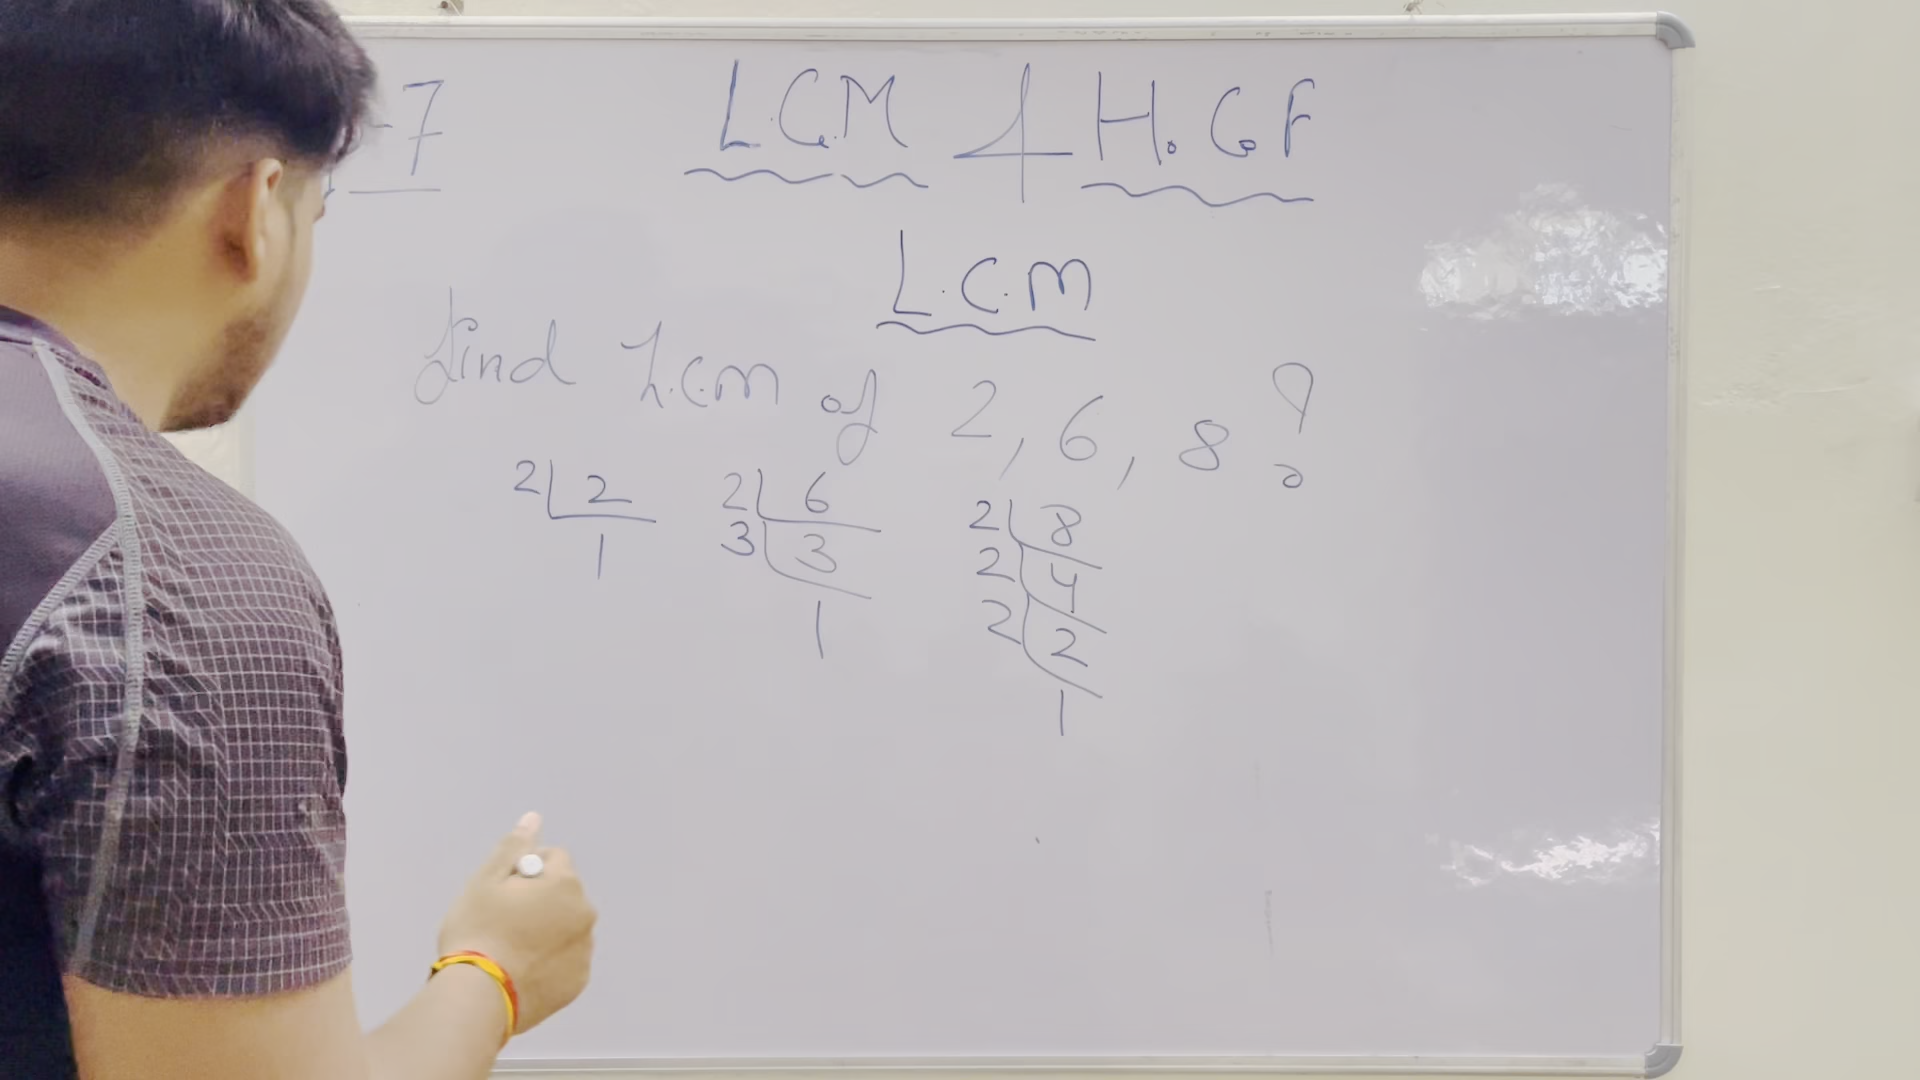 -7
L.C.M & H.C.F
L.C.M
Find L.C.M of 2, 6, 8 ?
2 2 2 6 2 8
1 3 3 2 4
1 2 2
1